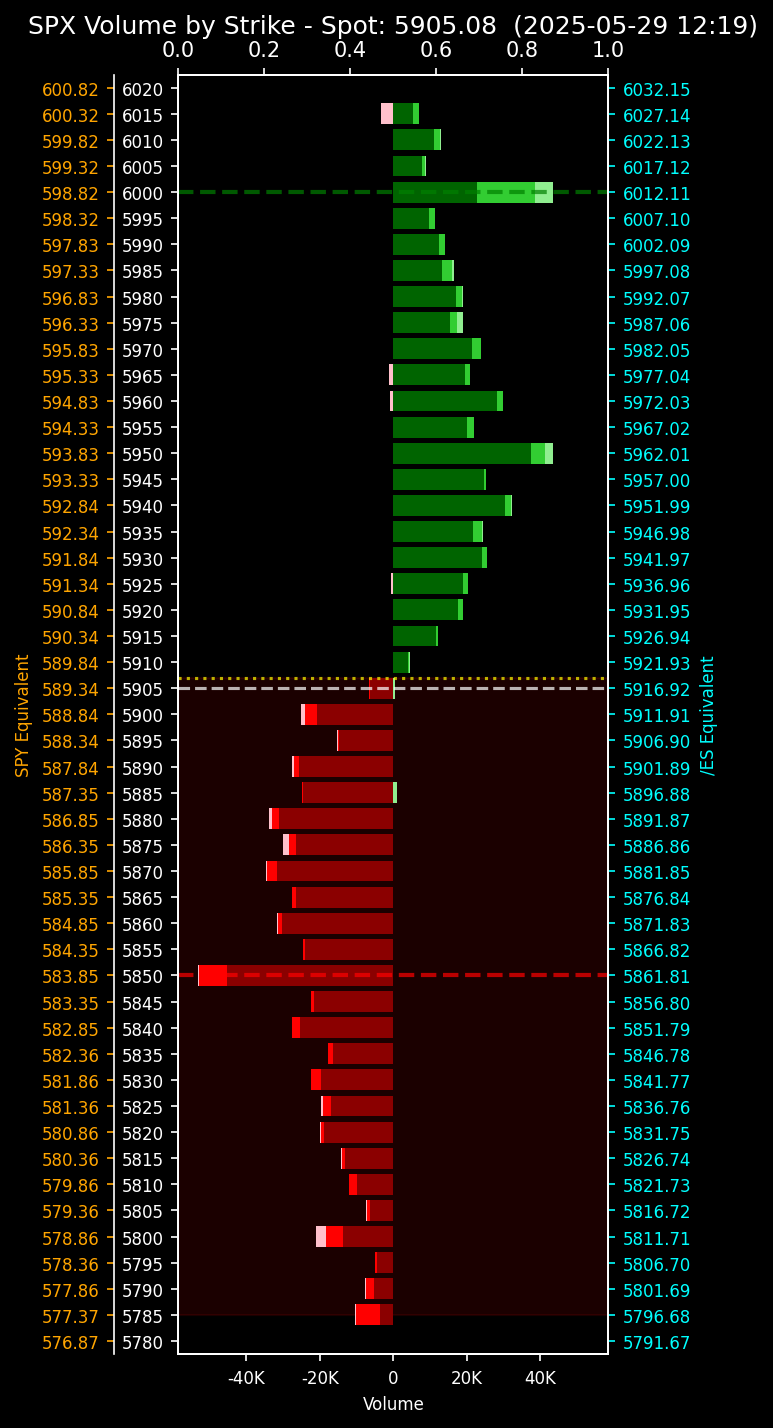 SPX Volume by Strike - Spot: 5905.08  (2025-05-29 12:19)
0.0 0.2 0.4 0.6 0.8 1.0
600.82 6020 6032.15
600.32 6015 6027.14
599.82 6010 6022.13
599.32 6005 6017.12
598.82 6000 6012.11
598.32 5995 6007.10
597.83 5990 6002.09
597.33 5985 5997.08
596.83 5980 5992.07
596.33 5975 5987.06
595.83 5970 5982.05
595.33 5965 5977.04
594.83 5960 5972.03
594.33 5955 5967.02
593.83 5950 5962.01
593.33 5945 5957.00
592.84 5940 5951.99
592.34 5935 5946.98
591.84 5930 5941.97
591.34 5925 5936.96
590.84 5920 5931.95
590.34 5915 5926.94
589.84 5910 5921.93
589.34 5905 5916.92
588.84 5900 5911.91
588.34 5895 5906.90
587.84 5890 5901.89
587.35 5885 5896.88
586.85 5880 5891.87
586.35 5875 5886.86
585.85 5870 5881.85
585.35 5865 5876.84
584.85 5860 5871.83
584.35 5855 5866.82
583.85 5850 5861.81
583.35 5845 5856.80
582.85 5840 5851.79
582.36 5835 5846.78
581.86 5830 5841.77
581.36 5825 5836.76
580.86 5820 5831.75
580.36 5815 5826.74
579.86 5810 5821.73
579.36 5805 5816.72
578.86 5800 5811.71
578.36 5795 5806.70
577.86 5790 5801.69
577.37 5785 5796.68
576.87 5780 5791.67
SPY Equivalent
/ES Equivalent
-40K -20K 0 20K 40K
Volume